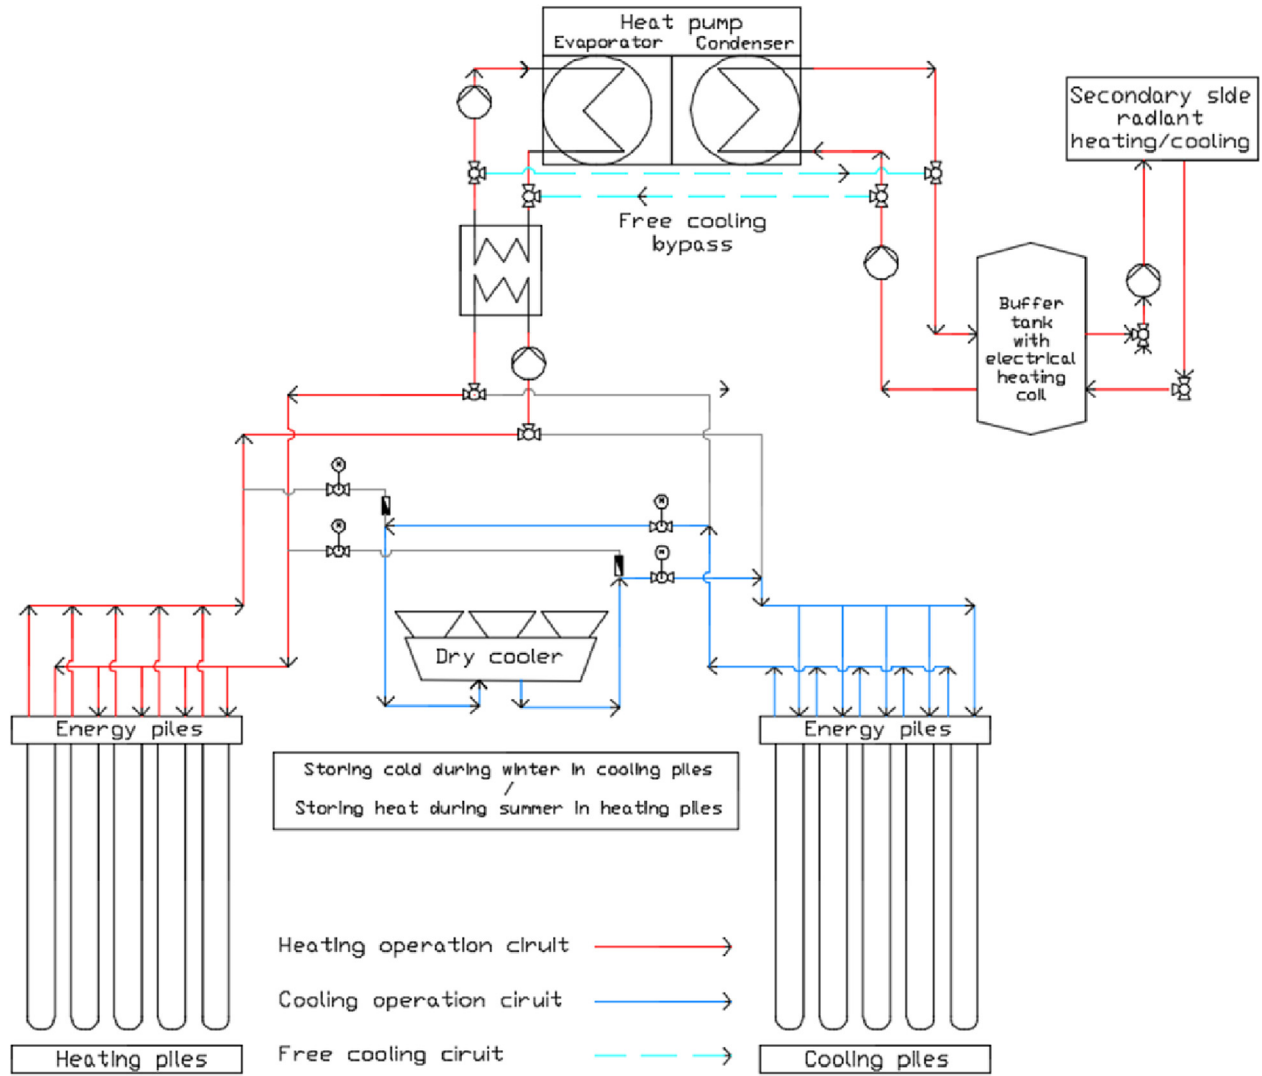 Heat pump
Evaporator Condenser
Secondary side
radiant
heating/cooling
Free cooling
bypass
Buffer
tank
with
electrical
heating
coil
Dry cooler
Energy piles
Energy piles
Storing cold during winter in cooling piles
/
Storing heat during summer in heating piles
Heating operation ciruit
Cooling operation ciruit
Free cooling ciruit
Heating piles
Cooling piles